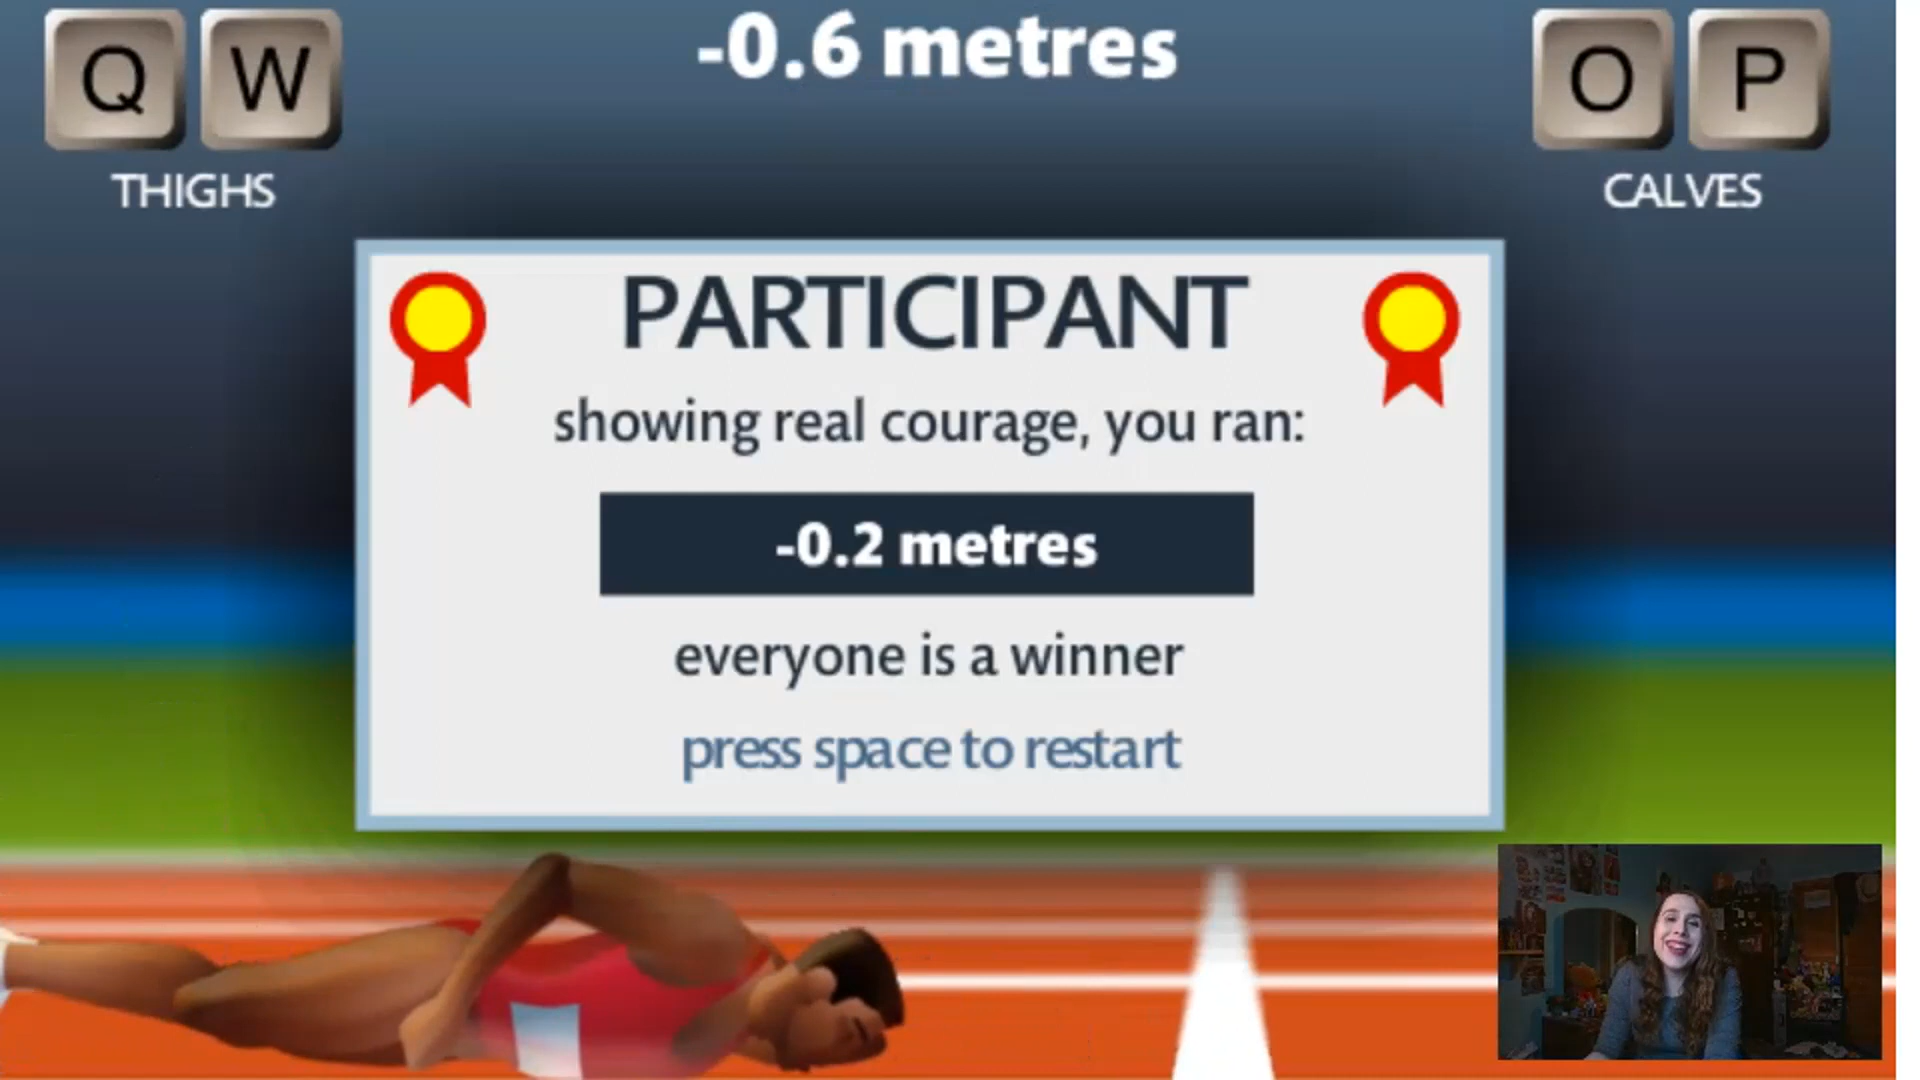 Q W
-0.6 metres
O P
THIGHS
CALVES
PARTICIPANT
showing real courage, you ran:
-0.2 metres
everyone is a winner
press space to restart